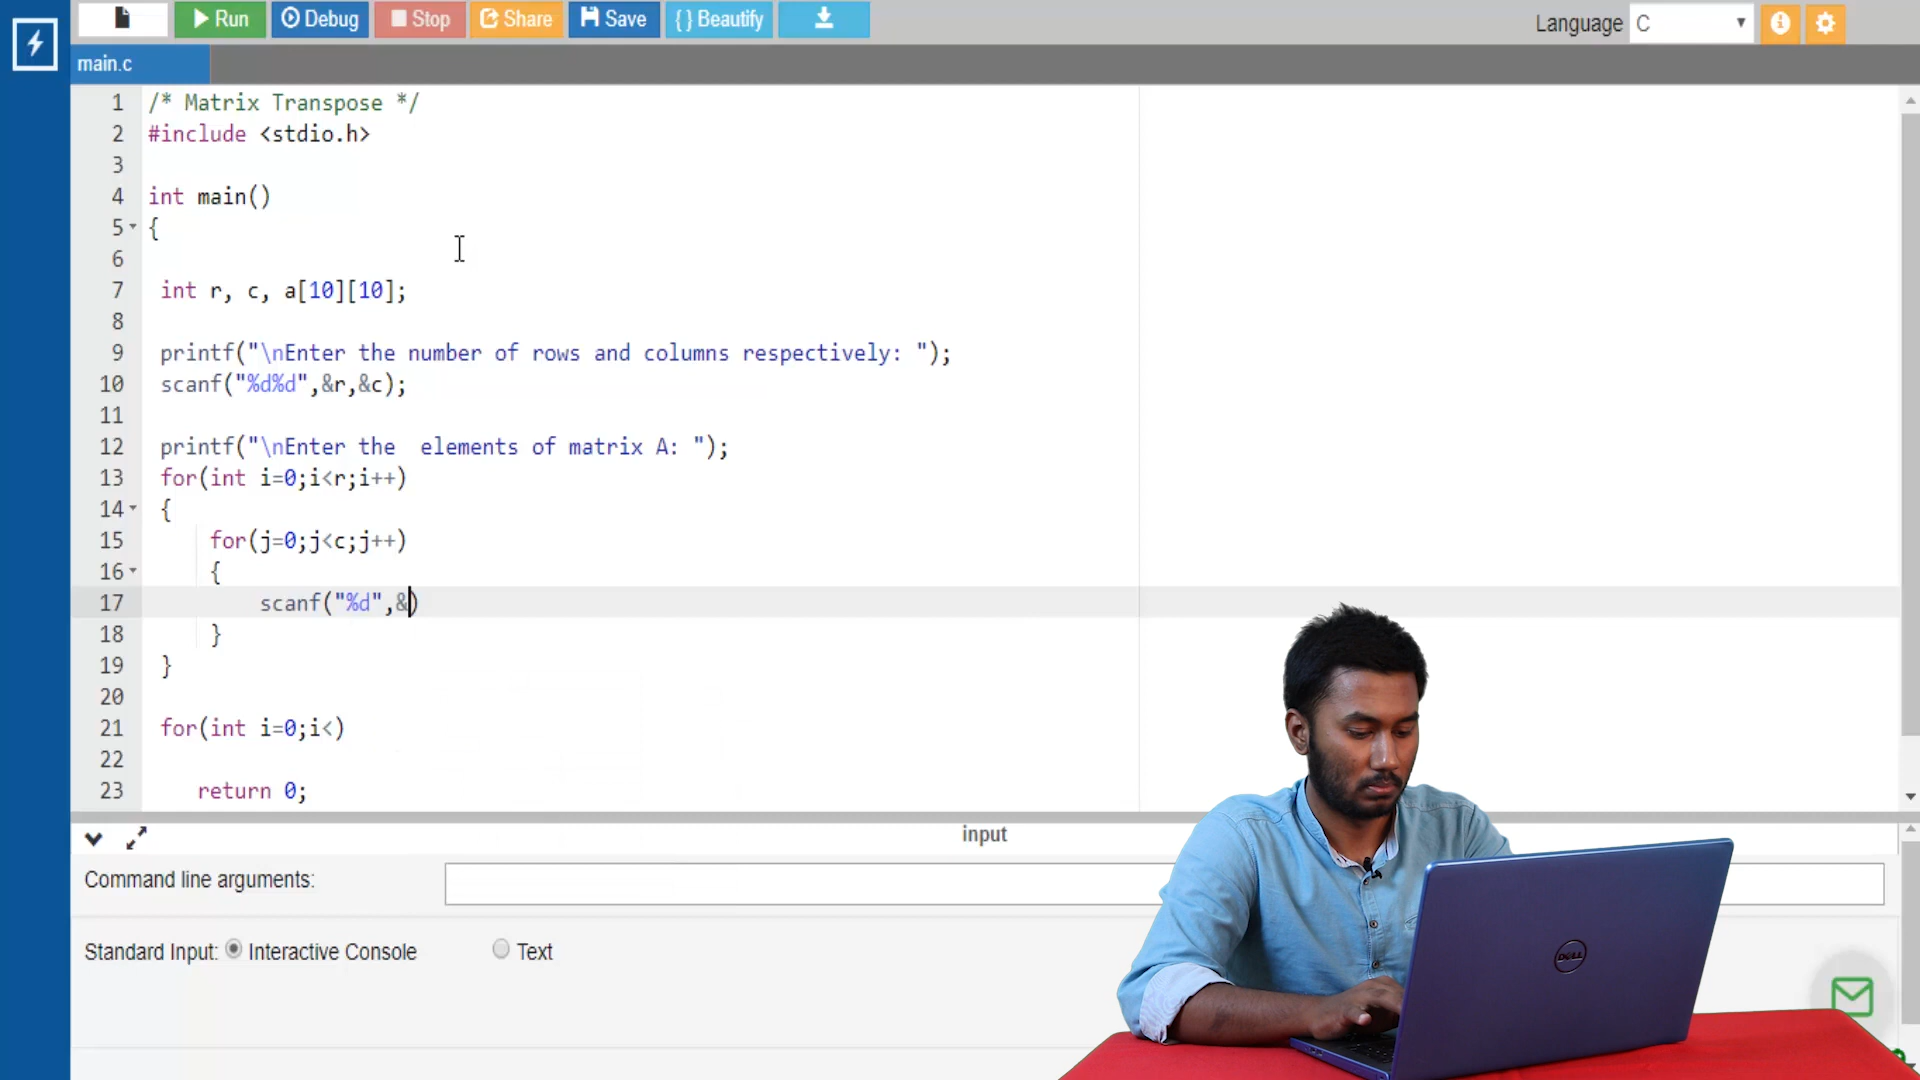 Run Debug Stop Share Save { } Beautify Language C
main.c
1 /* Matrix Transpose */
2 #include <stdio.h>
3
4 int main()
5 {
6
7 int r, c, a[10][10];
8
9 printf("\nEnter the number of rows and columns respectively: ");
10 scanf("%d%d",&r,&c);
11
12 printf("\nEnter the  elements of matrix A: ");
13 for(int i=0;i<r;i++)
14 {
15 for(j=0;j<c;j++)
16 {
17 scanf("%d",&)
18 }
19 }
20
21 for(int i=0;i<)
22
23 return 0;
input
Command line arguments:
Standard Input: Interactive Console Text
DELL